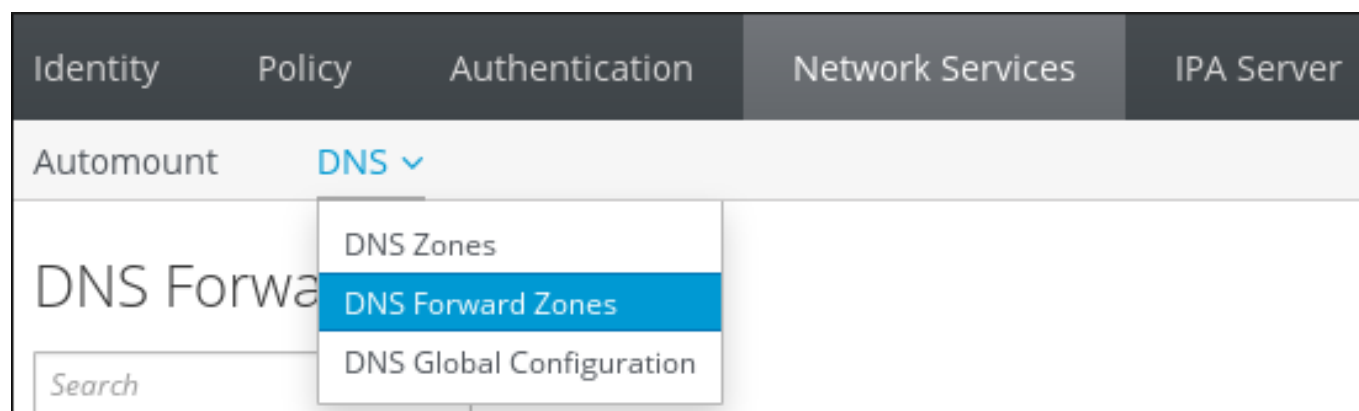 Identity Policy Authentication Network Services IPA Server
Automount DNS
DNS Zones
DNS Forwa
DNS Forward Zones
DNS Global Configuration
Search